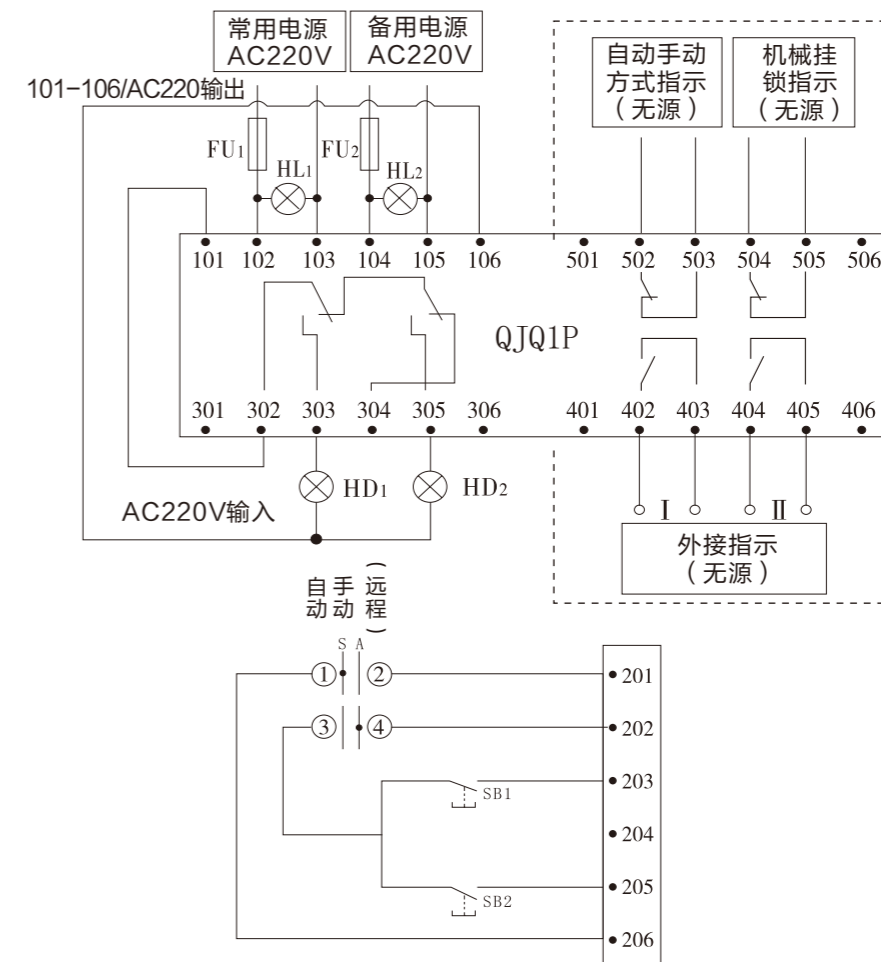 常用电源
AC220V
备用电源
AC220V
101-106/AC220输出
FU1
HL1
FU2
HL2
自动手动
方式指示
(无源)
机械挂
锁指示
(无源)
101 102 103 104 105 106 501 502 503 504 505 506
QJQ1P
301 302 303 304 305 306 401 402 403 404 405 406
HD1
HD2
AC220V输入
I II
外接指示
(无源)
自动
手动
(远程)
S A
① ② 201
③ ④ 202
203
SB1
204
205
SB2
206